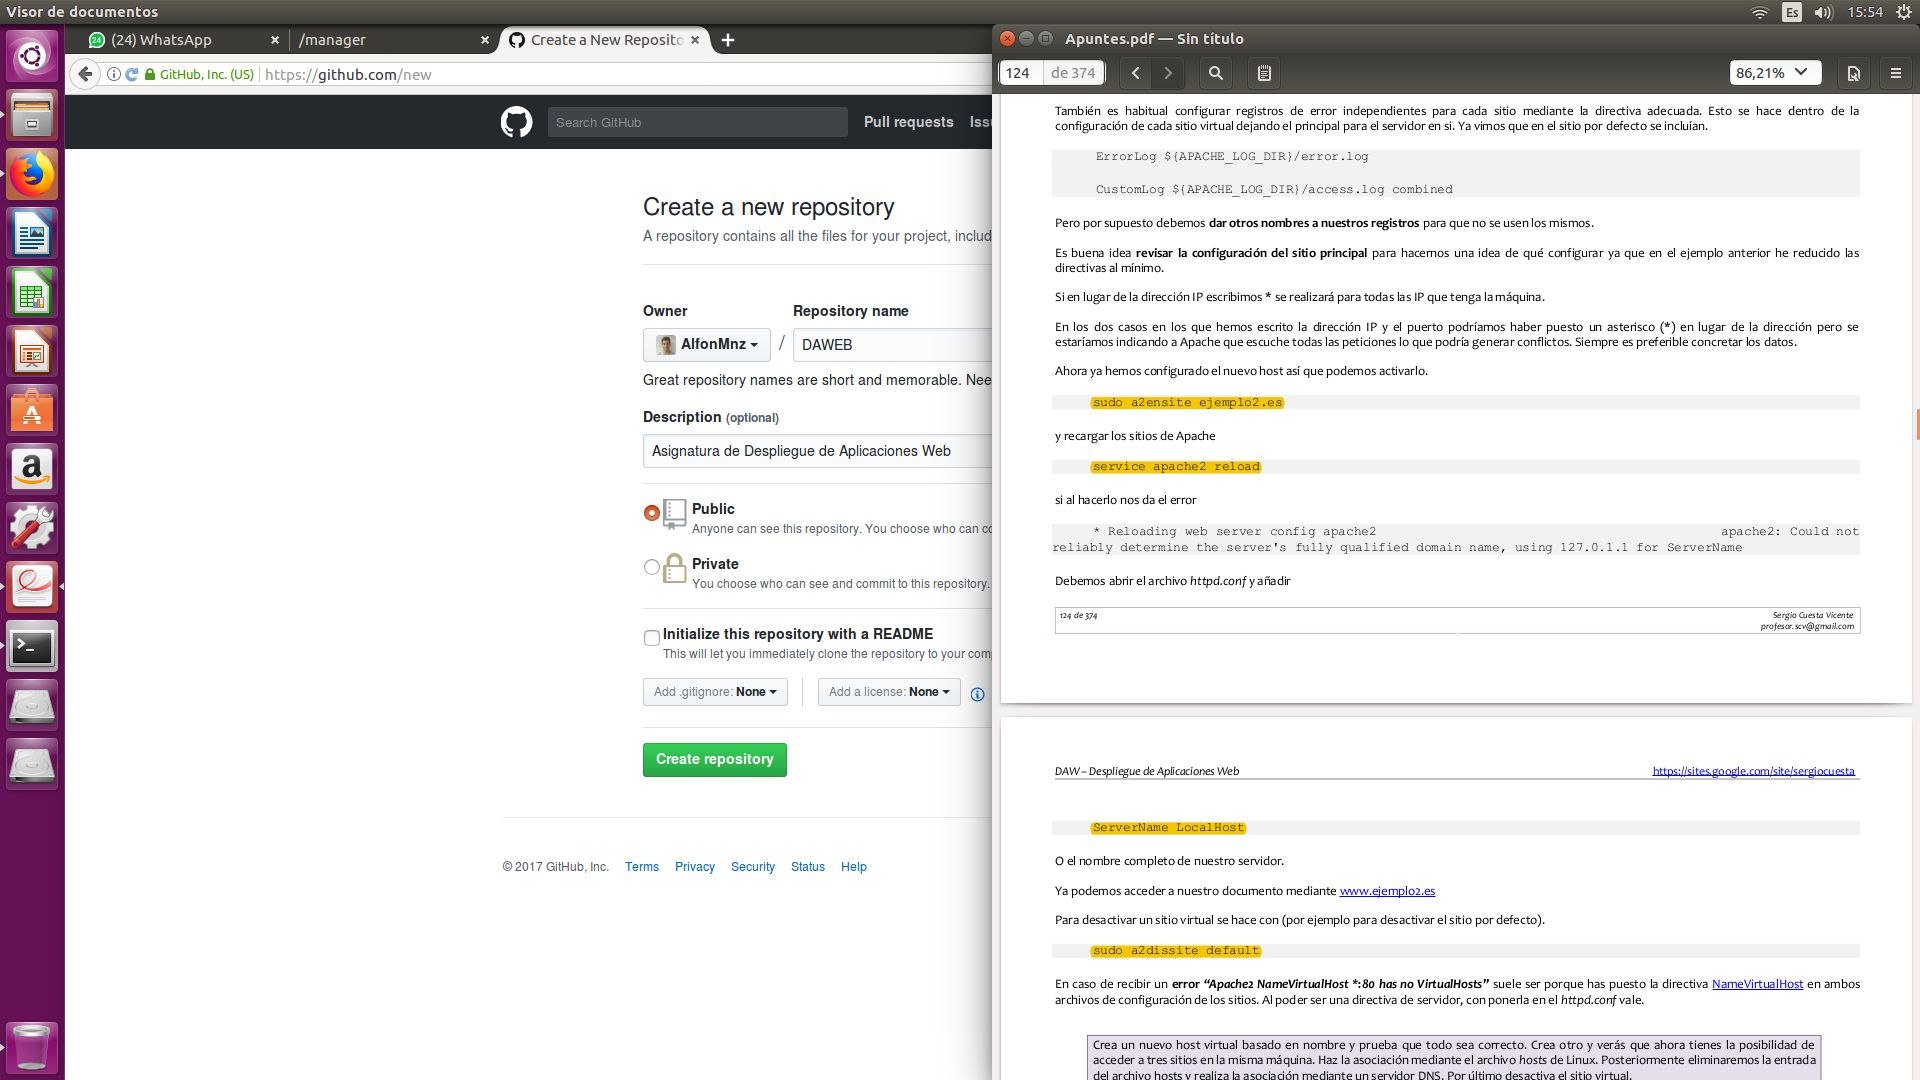 Visor de documentos
Es
15:54
24
(24) WhatsApp
/manager
Create a New Reposito
GitHub, Inc. (US)
https://github.com/new
Search GitHub
Pull requests
Create a new repository
A repository contains all the files for your project, includ
Owner
Repository name
AlfonMnz
/
DAWEB
Great repository names are short and memorable. Nee
Description (optional)
Asignatura de Despliegue de Aplicaciones Web
Public
Anyone can see this repository. You choose who can co
Private
You choose who can see and commit to this repository.
Initialize this repository with a README
This will let you immediately clone the repository to your com
Add .gitignore: None
Add a license: None
Create repository
© 2017 GitHub, Inc.
Terms
Privacy
Security
Status
Help
Apuntes.pdf — Sin título
124
de 374
86,21%
También es habitual configurar registros de error independientes para cada sitio mediante la directiva adecuada. Esto se hace dentro de la
configuración de cada sitio virtual dejando el principal para el servidor en si. Ya vimos que en el sitio por defecto se incluían.
ErrorLog ${APACHE_LOG_DIR}/error.log
CustomLog ${APACHE_LOG_DIR}/access.log combined
Pero por supuesto debemos dar otros nombres a nuestros registros para que no se usen los mismos.
Es buena idea revisar la configuración del sitio principal para hacernos una idea de qué configurar ya que en el ejemplo anterior he reducido las
directivas al mínimo.
Si en lugar de la dirección IP escribimos * se realizará para todas las IP que tenga la máquina.
En los dos casos en los que hemos escrito la dirección IP y el puerto podríamos haber puesto un asterisco (*) en lugar de la dirección pero se
estaríamos indicando a Apache que escuche todas las peticiones lo que podría generar conflictos. Siempre es preferible concretar los datos.
Ahora ya hemos configurado el nuevo host así que podemos activarlo.
sudo a2ensite ejemplo2.es
y recargar los sitios de Apache
service apache2 reload
si al hacerlo nos da el error
* Reloading web server config apache2 apache2: Could not
reliably determine the server's fully qualified domain name, using 127.0.1.1 for ServerName
Debemos abrir el archivo httpd.conf y añadir
124 de 374
Sergio Cuesta Vicente
profesor.scv@gmail.com
DAW – Despliegue de Aplicaciones Web
https://sites.google.com/site/sergiocuesta
ServerName LocalHost
O el nombre completo de nuestro servidor.
Ya podemos acceder a nuestro documento mediante www.ejemplo2.es
Para desactivar un sitio virtual se hace con (por ejemplo para desactivar el sitio por defecto).
sudo a2dissite default
En caso de recibir un error “Apache2 NameVirtualHost *:80 has no VirtualHosts” suele ser porque has puesto la directiva NameVirtualHost en ambos
archivos de configuración de los sitios. Al poder ser una directiva de servidor, con ponerla en el httpd.conf vale.
Crea un nuevo host virtual basado en nombre y prueba que todo sea correcto. Crea otro y verás que ahora tienes la posibilidad de
acceder a tres sitios en la misma máquina. Haz la asociación mediante el archivo hosts de Linux. Posteriormente eliminaremos la entrada
del archivo hosts y realiza la asociación mediante un servidor DNS. Por último desactiva el sitio virtual.